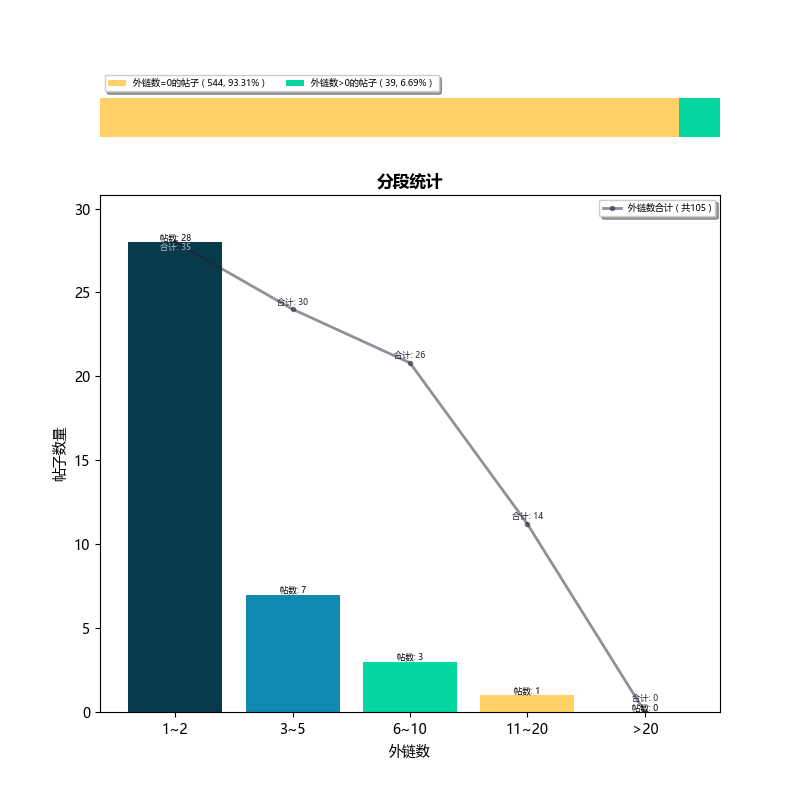 外链数=0的帖子 ( 544, 93.31% )
外链数>0的帖子 ( 39, 6.69% )
分段统计
外链数合计 ( 共105 )
30
25
20
15
10
5
0
帖子数量
帖数: 28
合计: 35
合计: 30
合计: 26
合计: 14
合计: 0
帖数: 7
帖数: 3
帖数: 1
帖数: 0
1~2
3~5
6~10
11~20
>20
外链数